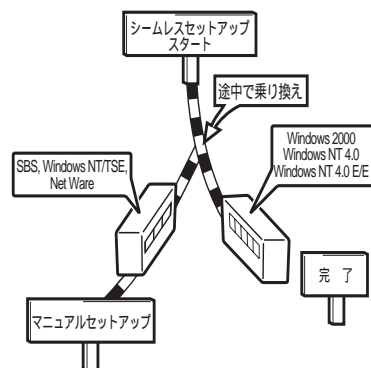 シームレスセットアップ
スタート
途中で乗り換え
SBS, Windows NT/TSE,
Net Ware
Windows 2000
Windows NT 4.0
Windows NT 4.0 E/E
完 了
マニュアルセットアップ